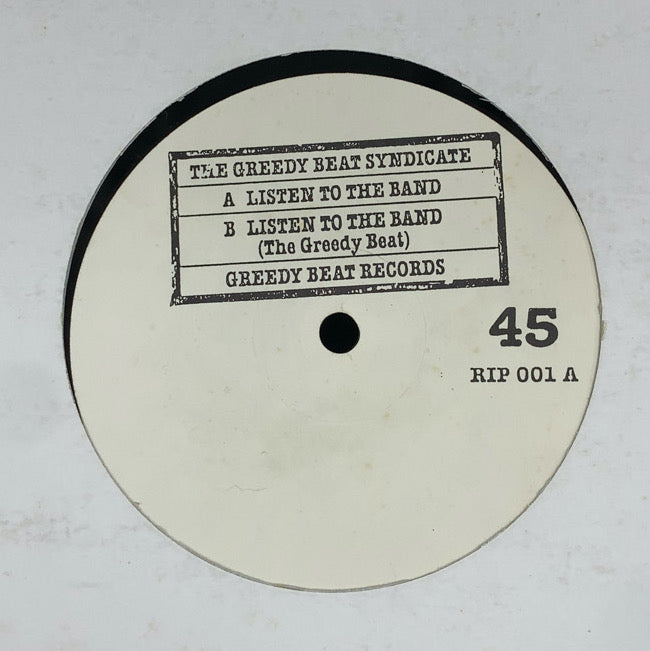 THE GREEDY BEAT SYNDICATE
A LISTEN TO THE BAND
B LISTEN TO THE BAND
(The Greedy Beat)
GREEDY BEAT RECORDS
45
RIP 001 A